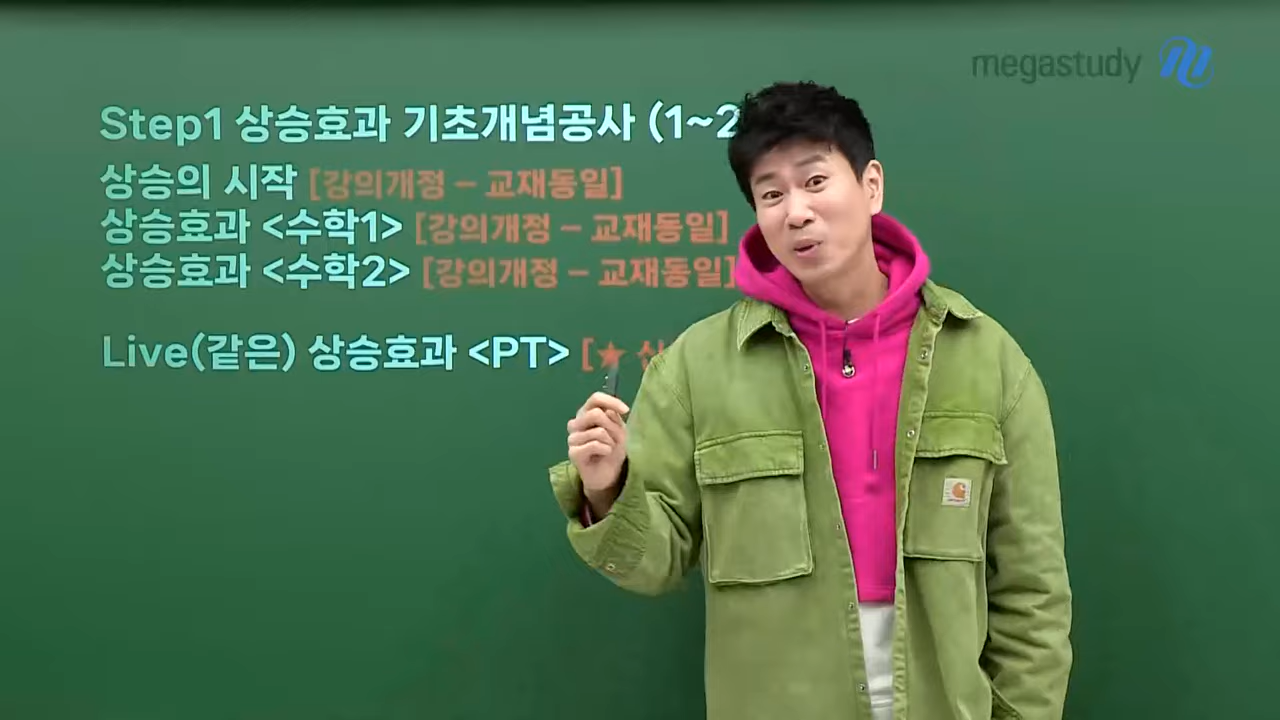 megastudy
Step1 상승효과 기초개념공사 (1~2
상승의 시작 [강의개정 – 교재동일]
상승효과 <수학1> [강의개정 – 교재동일]
상승효과 <수학2> [강의개정 – 교재동일]
Live(같은) 상승효과 <PT> [★ 신